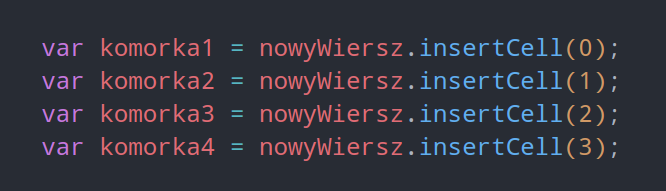 var komorka1 = nowyWiersz.insertCell(0);
var komorka2 = nowyWiersz.insertCell(1);
var komorka3 = nowyWiersz.insertCell(2);
var komorka4 = nowyWiersz.insertCell(3);